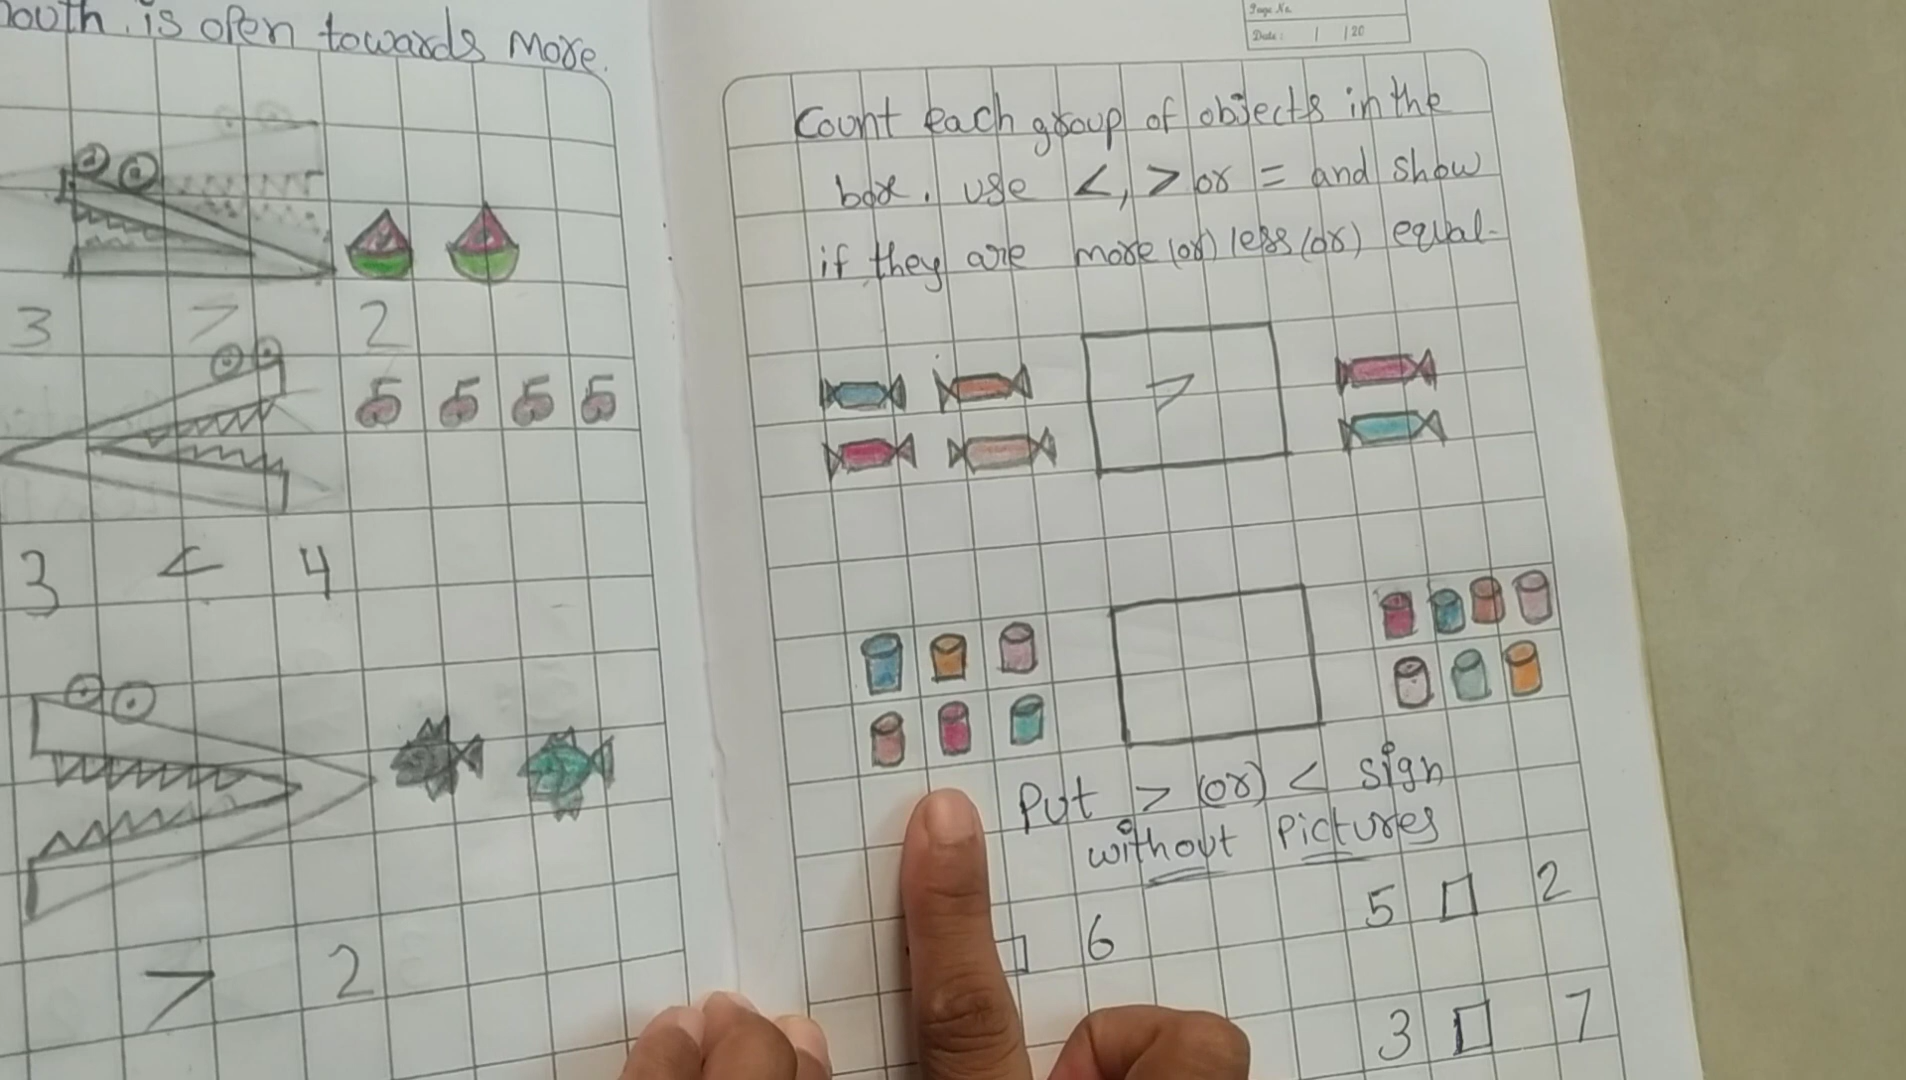 mouth is open towards more.
3 > 2
3 < 4
> 2
Page No.
Date: / /20
Count each group of objects in the
box. use <, > or = and show
if they are more (or) less (or) equal-
>
Put > (or) < sign
without pictures
6
5 □ 2
3 □ 7